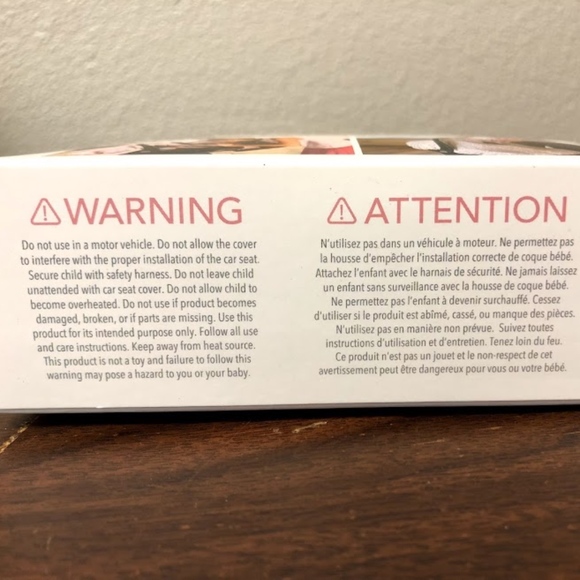 WARNING
Do not use in a motor vehicle. Do not allow the cover
to interfere with the proper installation of the car seat.
Secure child with safety harness. Do not leave child
unattended with car seat cover. Do not allow child to
become overheated. Do not use if product becomes
damaged, broken, or if parts are missing. Use this
product for its intended purpose only. Follow all use
and care instructions. Keep away from heat source.
This product is not a toy and failure to follow this
warning may pose a hazard to you or your baby.
ATTENTION
N'utilisez pas dans un véhicule à moteur. Ne permettez pas
la housse d'empêcher l'installation correcte de coque bébé.
Attachez l'enfant avec le harnais de sécurité. Ne jamais laissez
un enfant sans surveillance avec la housse de coque bébé.
Ne permettez pas l'enfant à devenir surchauffé. Cessez
d'utiliser si le produit est abîmé, cassé, ou manque des pièces.
N'utilisez pas en manière non prévue. Suivez toutes
instructions d'utilisation et d'entretien. Tenez loin du feu.
Ce produit n'est pas un jouet et le non-respect de cet
avertissement peut être dangereux pour vous ou votre bébé.